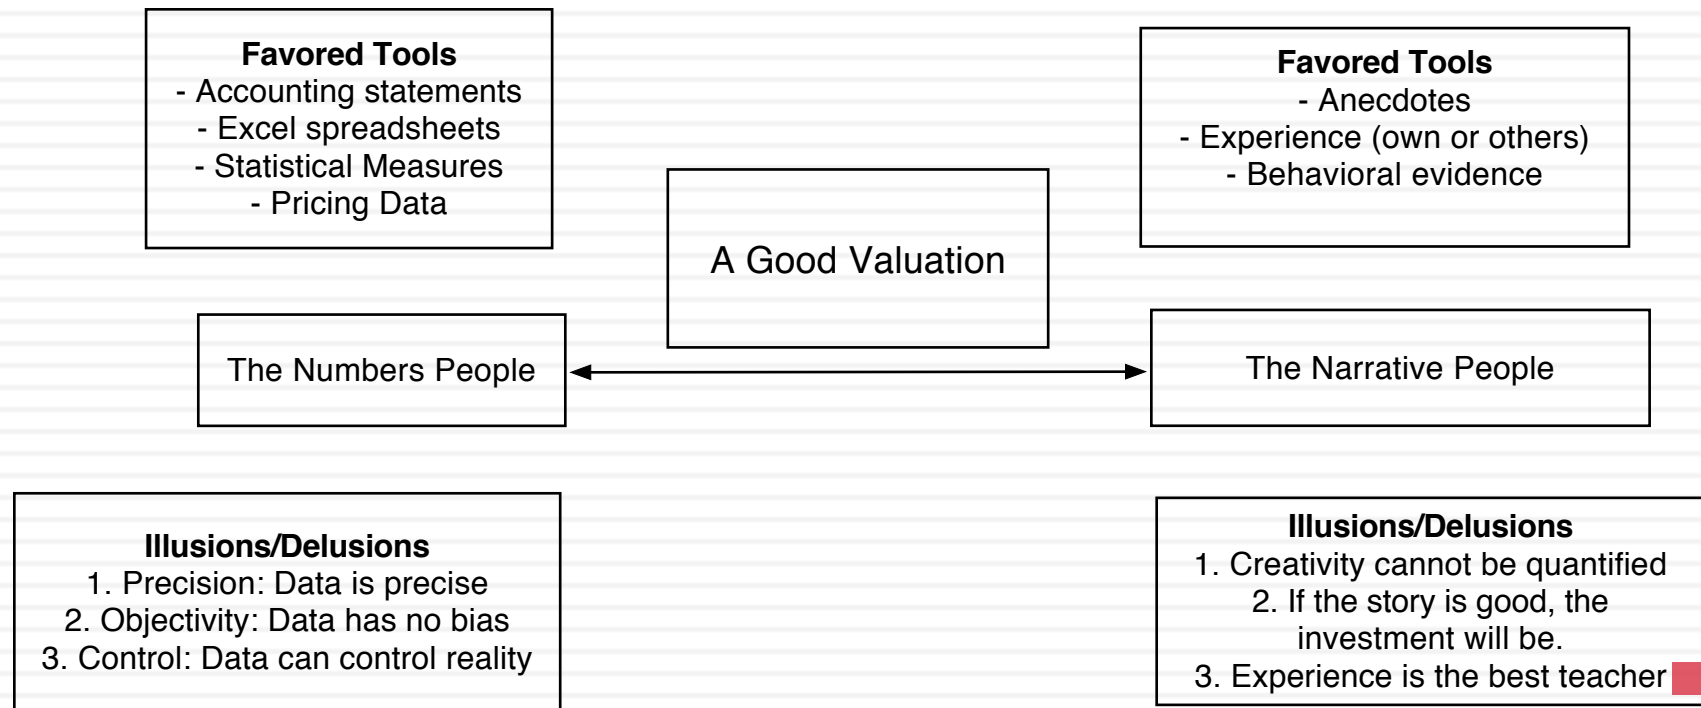 Favored Tools
- Accounting statements
- Excel spreadsheets
- Statistical Measures
- Pricing Data
Favored Tools
- Anecdotes
- Experience (own or others)
- Behavioral evidence
A Good Valuation
The Numbers People
The Narrative People
Illusions/Delusions
1. Precision: Data is precise
2. Objectivity: Data has no bias
3. Control: Data can control reality
Illusions/Delusions
1. Creativity cannot be quantified
2. If the story is good, the
investment will be.
3. Experience is the best teacher